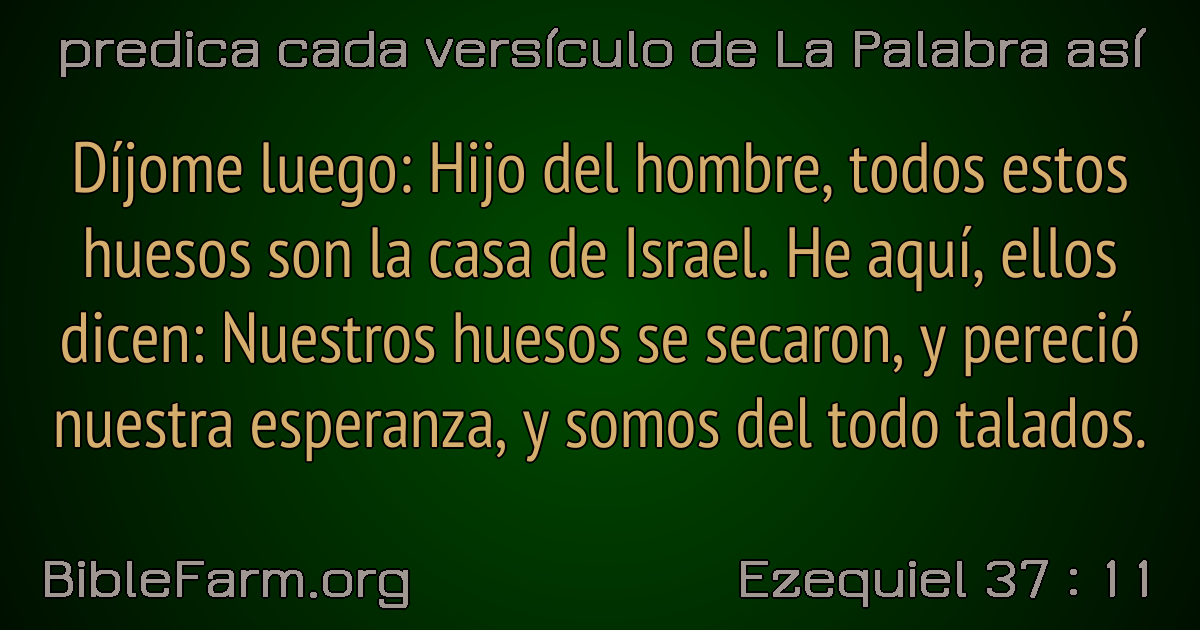 predica cada versículo de La Palabra así
Díjome luego: Hijo del hombre, todos estos
huesos son la casa de Israel. He aquí, ellos
dicen: Nuestros huesos se secaron, y pereció
nuestra esperanza, y somos del todo talados.
BibleFarm.org
Ezequiel 37 : 11